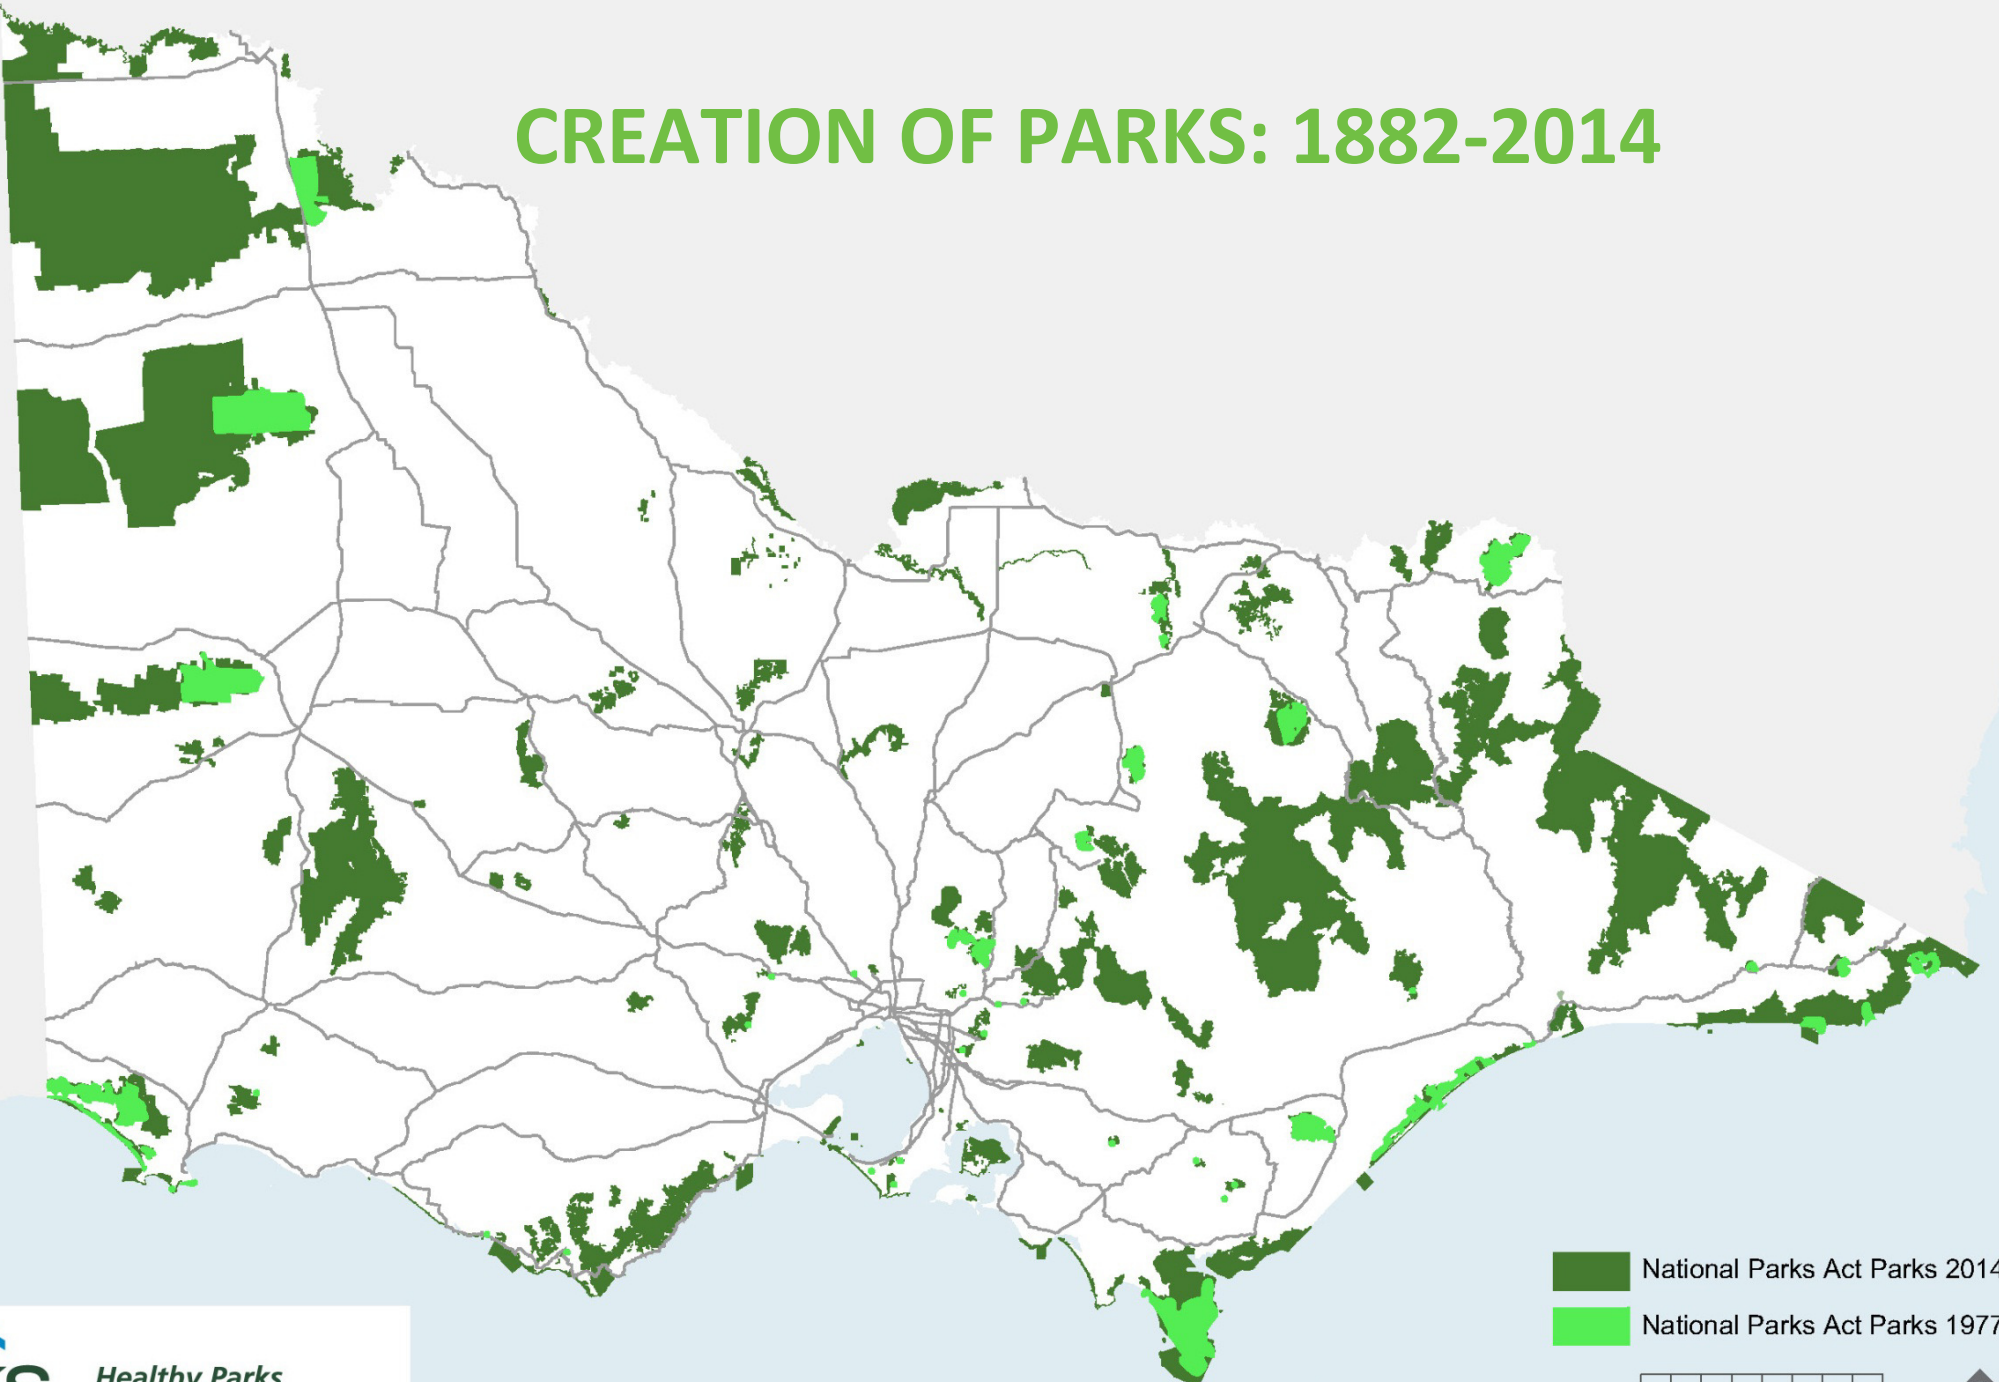 CREATION OF PARKS: 1882-2014
National Parks Act Parks 2014
National Parks Act Parks 1977
Healthy Parks